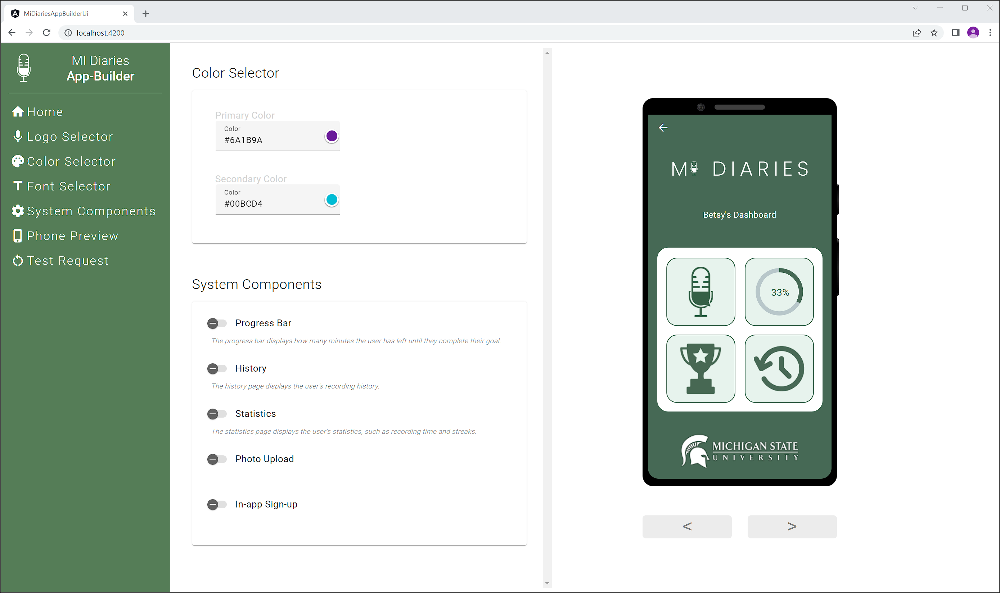 MiDiariesAppBuilderUi
localhost:4200
MI Diaries
App-Builder
Home
Logo Selector
Color Selector
Font Selector
System Components
Phone Preview
Test Request
Color Selector
Primary Color
Color
#6A1B9A
Secondary Color
Color
#00BCD4
System Components
Progress Bar
The progress bar displays how many minutes the user has left until they complete their goal.
History
The history page displays the user's recording history.
Statistics
The statistics page displays the user's statistics, such as recording time and streaks.
Photo Upload
In-app Sign-up
MI DIARIES
Betsy's Dashboard
33%
MICHIGAN STATE
UNIVERSITY
< >